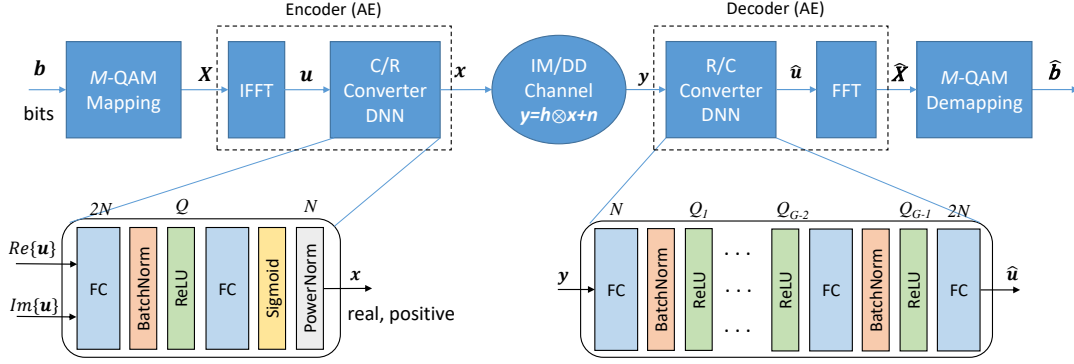 Encoder (AE)
Decoder (AE)
b
bits
M-QAM
Mapping
X
IFFT
u
C/R
Converter
DNN
x
IM/DD
Channel
y=h⊗x+n
y
R/C
Converter
DNN
û
FFT
X̂
M-QAM
Demapping
b̂
2N
Q
N
Re{u}
Im{u}
FC
BatchNorm
ReLU
FC
Sigmoid
PowerNorm
x
real, positive
N
Q1
QG-2
QG-1
2N
y
FC
BatchNorm
ReLU
. . .
. . .
. . .
ReLU
FC
BatchNorm
ReLU
FC
û